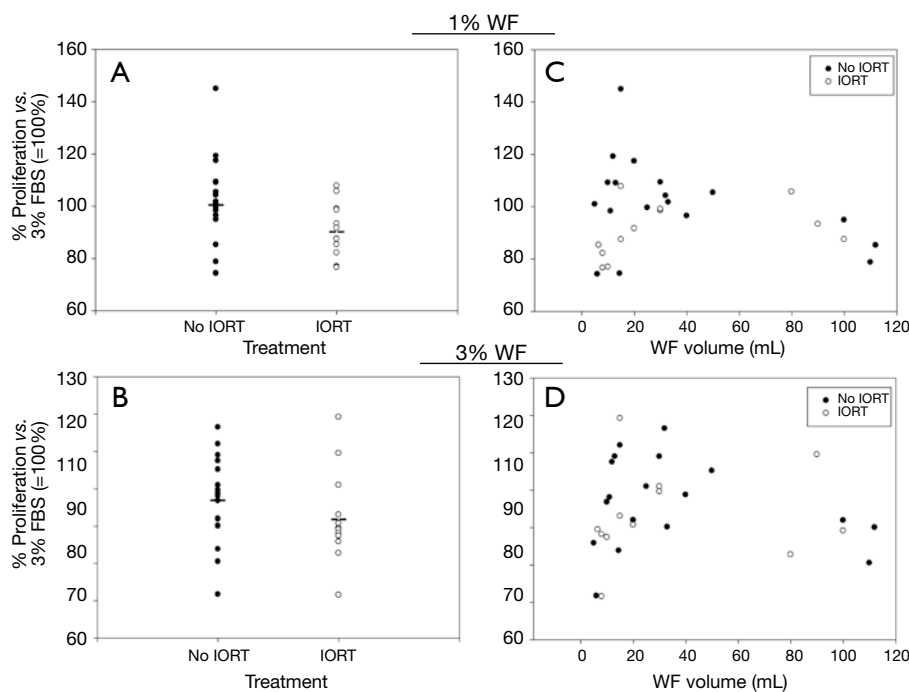 1% WF
A
160
140
120
100
80
60
% Proliferation vs.
3% FBS (=100%)
No IORT
IORT
Treatment
C
No IORT
IORT
160
140
120
100
80
60
0
20
40
60
80
100
120
WF volume (mL)
3% WF
B
130
120
110
100
90
80
70
60
% Proliferation vs.
3% FBS (=100%)
No IORT
IORT
Treatment
D
No IORT
IORT
130
120
110
100
90
80
70
60
0
20
40
60
80
100
120
WF volume (mL)